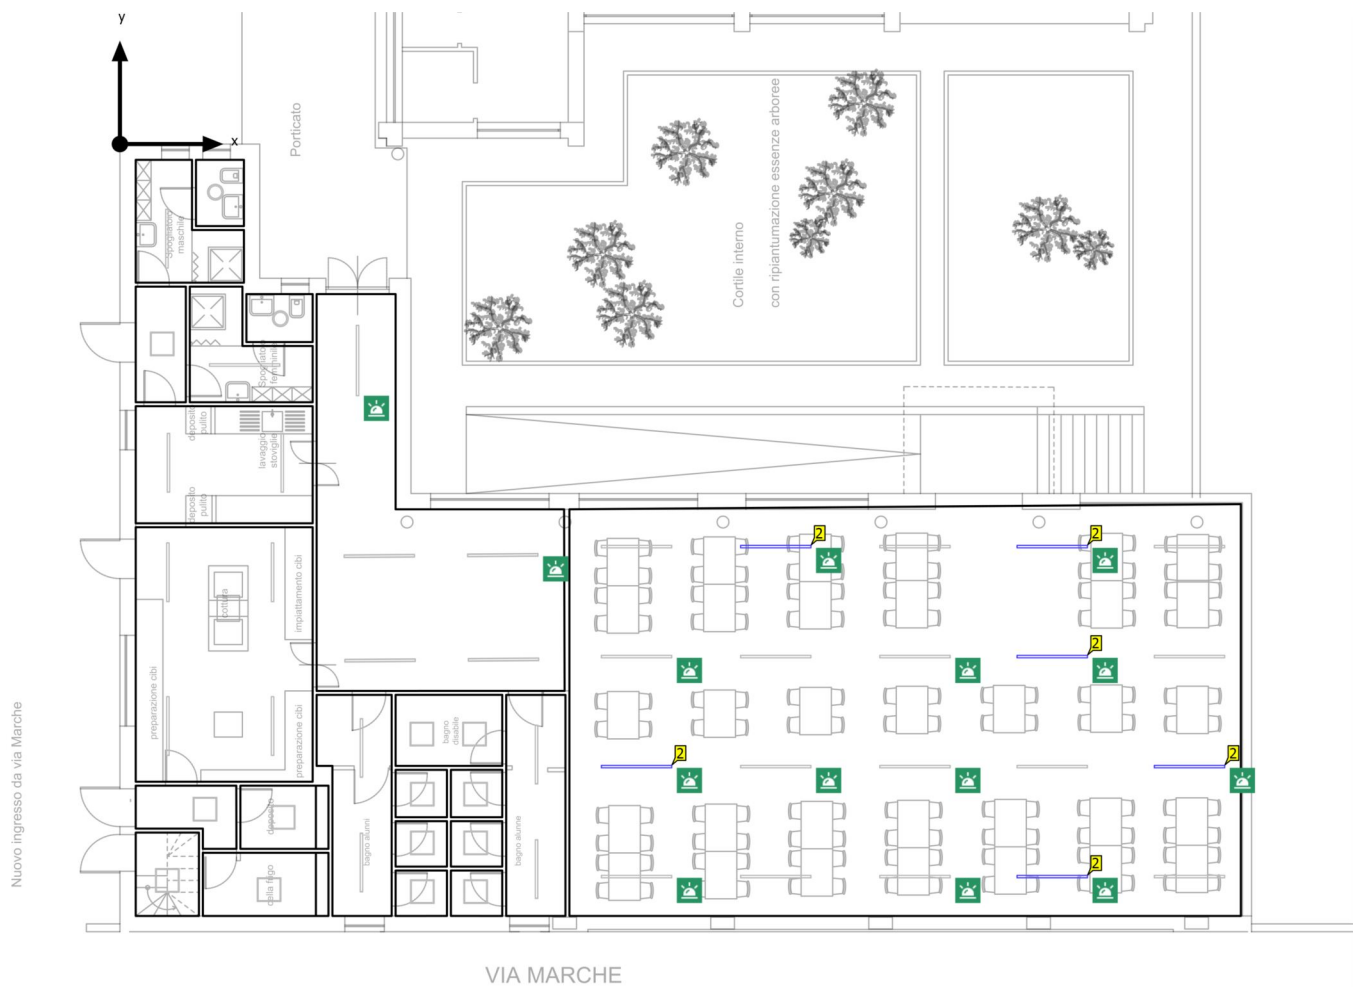 y
x
Porticato
Cortile interno
con ripiantumazione essenze arboree
Spogliatoio
maschile
Spogliatoio
femminile
deposito
pulito
lavaggio
stoviglie
deposito
pulito
cottura
impiattamento cibi
preparazione cibi
preparazione cibi
bagno
disabile
deposito
cella frigo
bagno alunni
bagno alunne
2
2
2
2
2
2
Nuovo ingresso da via Marche
VIA MARCHE